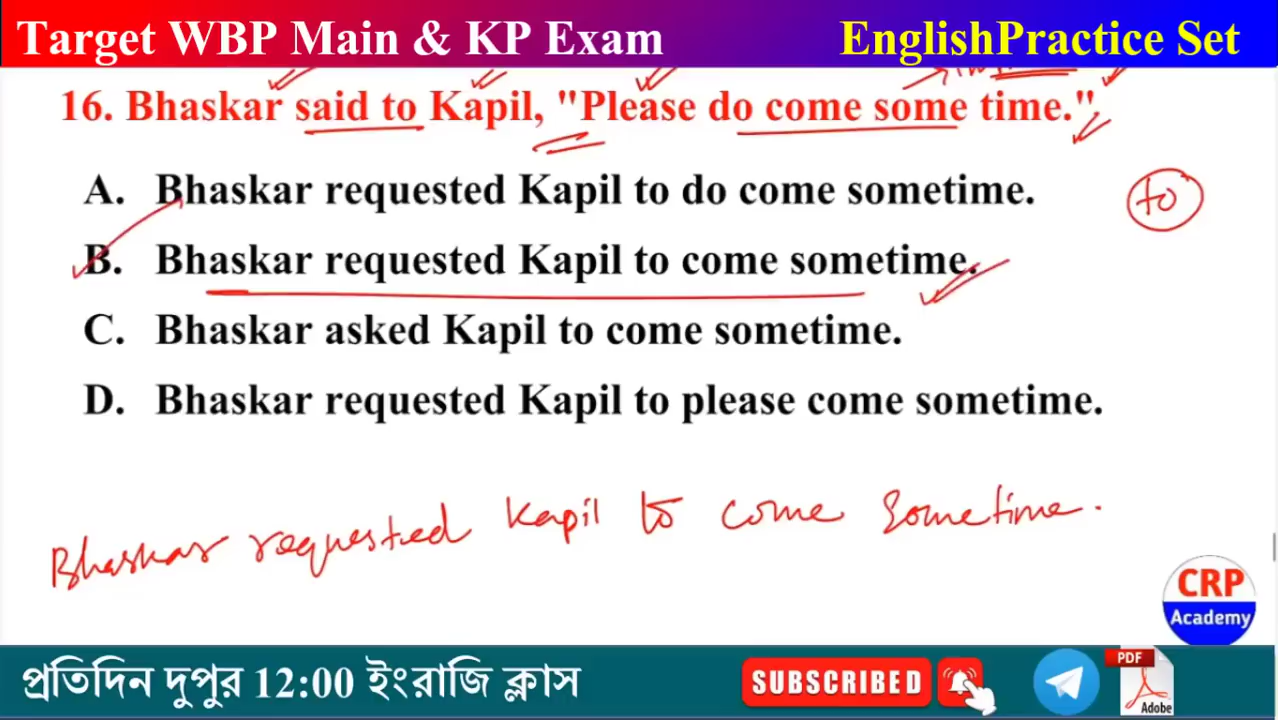 Target WBP Main & KP Exam EnglishPractice Set
16. Bhaskar said to Kapil, "Please do come some time."
A. Bhaskar requested Kapil to do come sometime.
to
B. Bhaskar requested Kapil to come sometime.
C. Bhaskar asked Kapil to come sometime.
D. Bhaskar requested Kapil to please come sometime.
Bhaskar requested Kapil to come sometime.
CRP
Academy
প্রতিদিন দুপুর 12:00 ইংরাজি ক্লাস SUBSCRIBED
PDF
Adobe